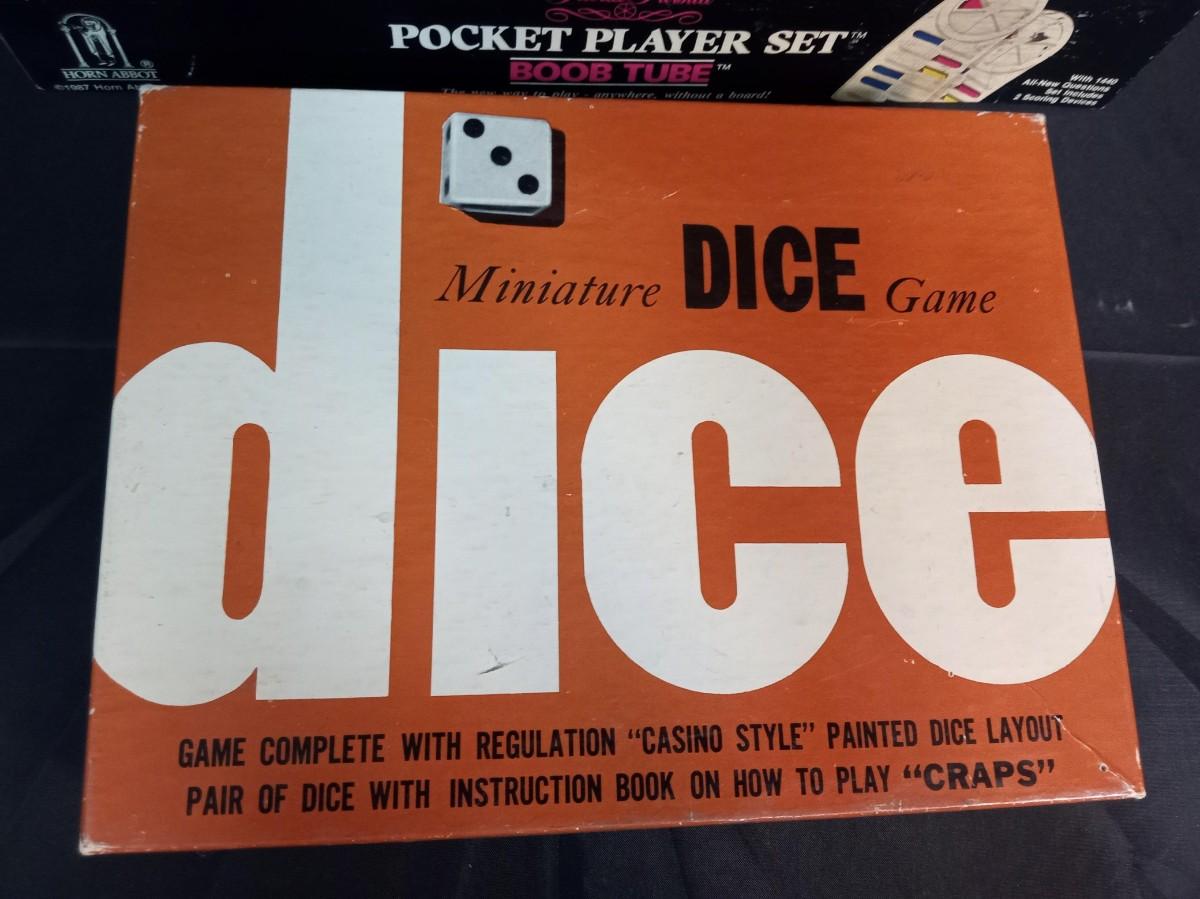 POCKET PLAYER SET™
BOOB TUBE™
HORN ABBOT®
©1987 Horn
The new way to play - anywhere, without a board!
With 1440
All-New Questions
Set Includes
2 Scoring Devices
Miniature DICE Game
dice
GAME COMPLETE WITH REGULATION "CASINO STYLE" PAINTED DICE LAYOUT
PAIR OF DICE WITH INSTRUCTION BOOK ON HOW TO PLAY "CRAPS"